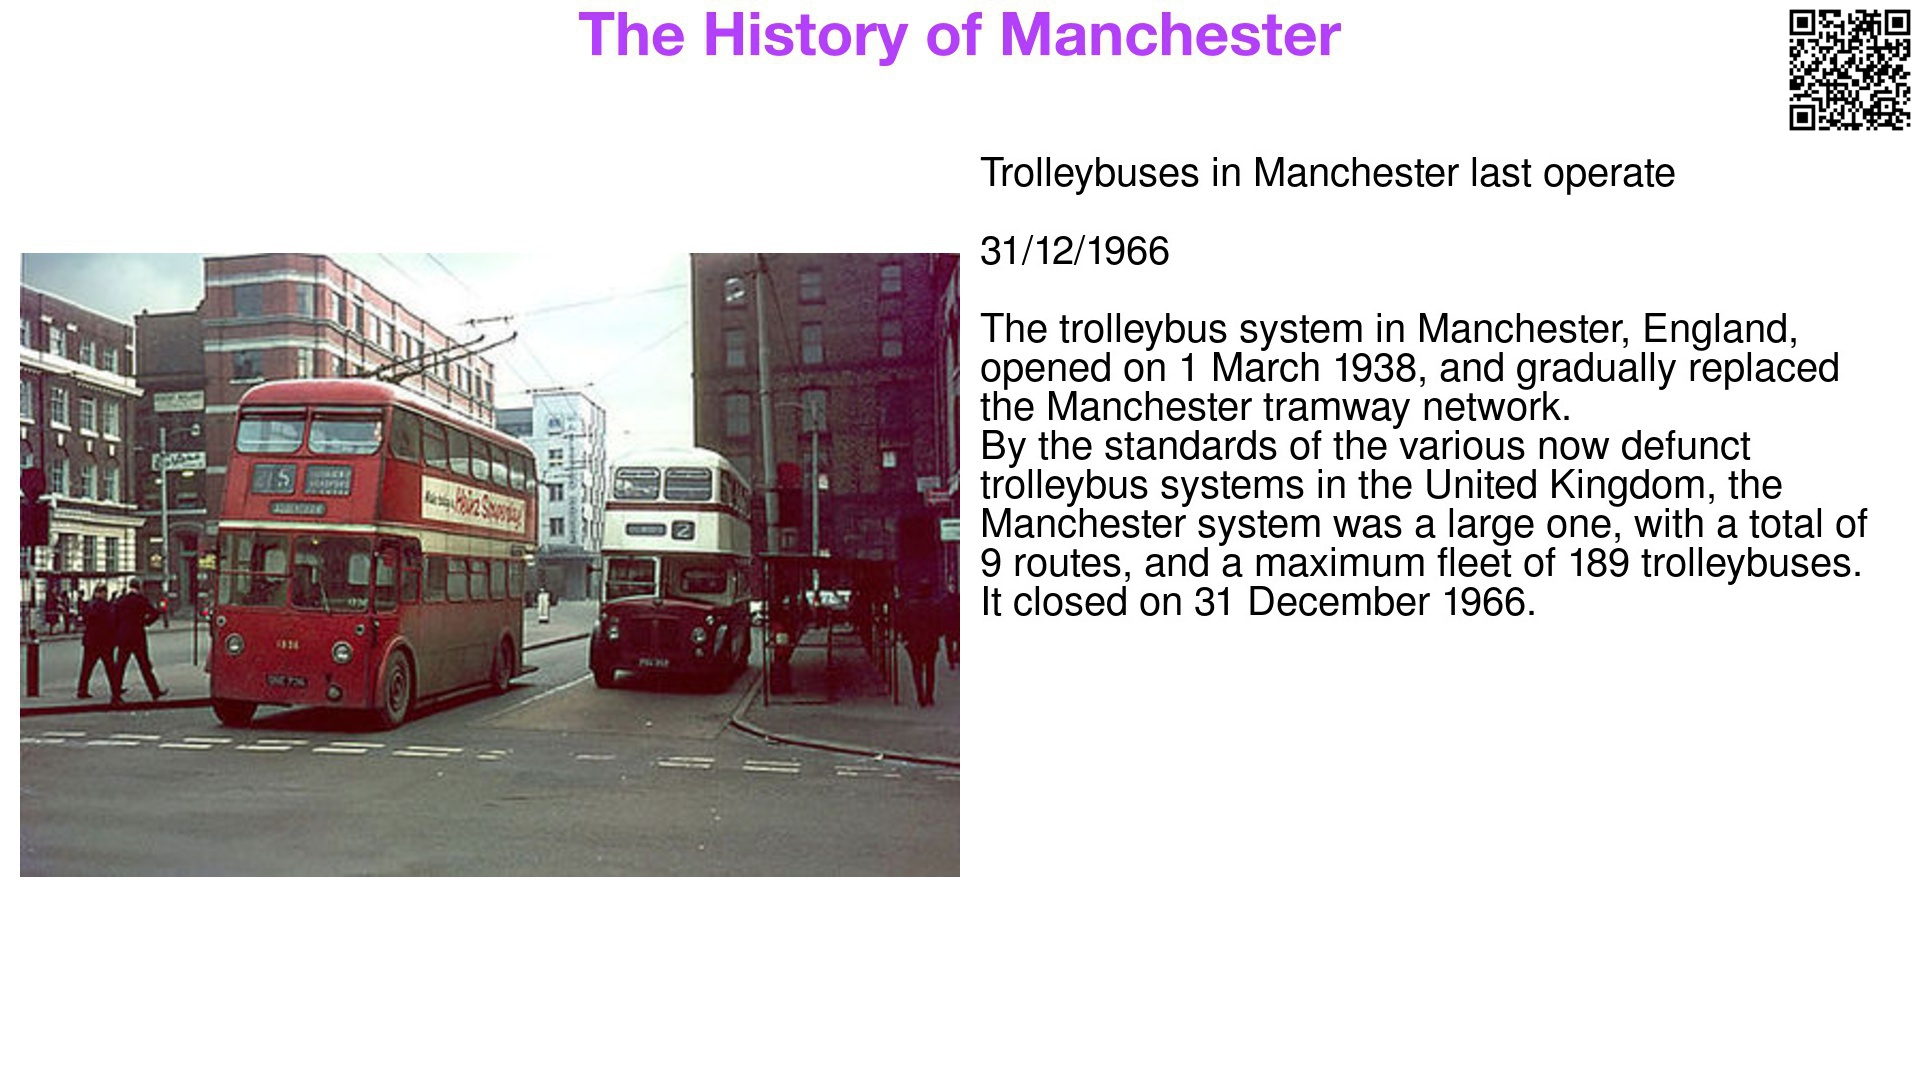 The History of Manchester
Trolleybuses in Manchester last operate
31/12/1966
The trolleybus system in Manchester, England,
opened on 1 March 1938, and gradually replaced
the Manchester tramway network.
By the standards of the various now defunct
trolleybus systems in the United Kingdom, the
Manchester system was a large one, with a total of
9 routes, and a maximum fleet of 189 trolleybuses.
It closed on 31 December 1966.
2